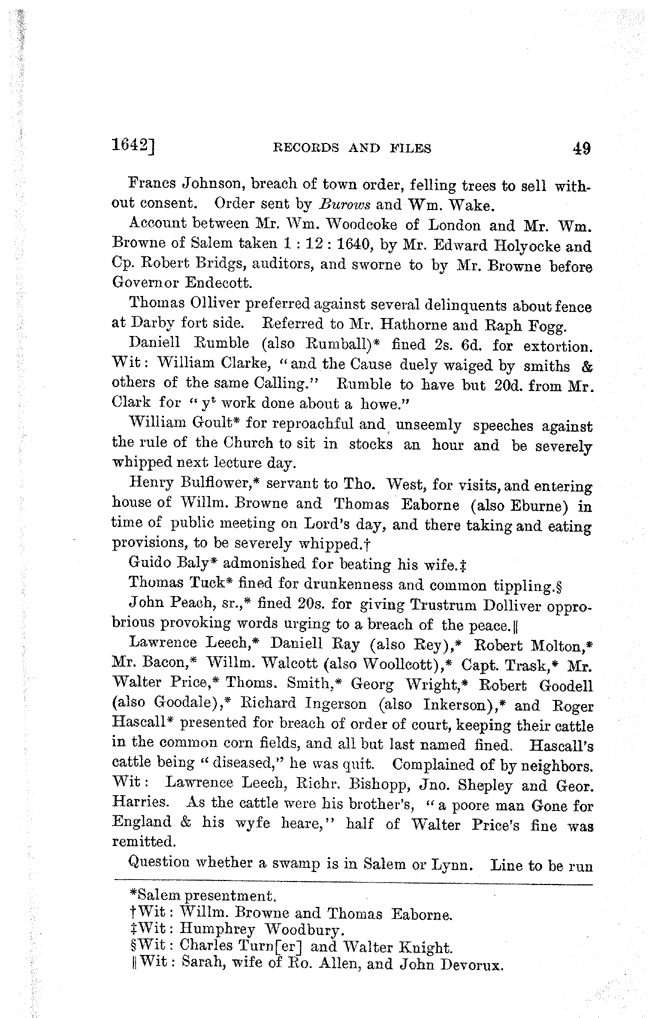 1642] RECORDS AND FILES 49
Francs Johnson, breach of town order, felling trees to sell with-
out consent. Order sent by Burows and Wm. Wake.
Account between Mr. Wm. Woodcoke of London and Mr. Wm.
Browne of Salem taken 1 : 12 : 1640, by Mr. Edward Holyocke and
Cp. Robert Bridgs, auditors, and sworne to by Mr. Browne before
Governor Endecott.
Thomas Olliver preferred against several delinquents about fence
at Darby fort side. Referred to Mr. Hathorne and Raph Fogg.
Daniell Rumble (also Rumball)* fined 2s. 6d. for extortion.
Wit: William Clarke, "and the Cause duely waiged by smiths &
others of the same Calling." Rumble to have but 20d. from Mr.
Clark for "yᵗ work done about a howe."
William Goult* for reproachful and unseemly speeches against
the rule of the Church to sit in stocks an hour and be severely
whipped next lecture day.
Henry Bulflower,* servant to Tho. West, for visits, and entering
house of Willm. Browne and Thomas Eaborne (also Eburne) in
time of public meeting on Lord's day, and there taking and eating
provisions, to be severely whipped.†
Guido Baly* admonished for beating his wife.‡
Thomas Tuck* fined for drunkenness and common tippling.§
John Peach, sr.,* fined 20s. for giving Trustrum Dolliver oppro-
brious provoking words urging to a breach of the peace.‖
Lawrence Leech,* Daniell Ray (also Rey),* Robert Molton,*
Mr. Bacon,* Willm. Walcott (also Woollcott),* Capt. Trask,* Mr.
Walter Price,* Thoms. Smith,* Georg Wright,* Robert Goodell
(also Goodale),* Richard Ingerson (also Inkerson),* and Roger
Hascall* presented for breach of order of court, keeping their cattle
in the common corn fields, and all but last named fined. Hascall's
cattle being "diseased," he was quit. Complained of by neighbors.
Wit: Lawrence Leech, Richr. Bishopp, Jno. Shepley and Geor.
Harries. As the cattle were his brother's, "a poore man Gone for
England & his wyfe heare," half of Walter Price's fine was
remitted.
Question whether a swamp is in Salem or Lynn. Line to be run
*Salem presentment.
†Wit: Willm. Browne and Thomas Eaborne.
‡Wit: Humphrey Woodbury.
§Wit: Charles Turn[er] and Walter Knight.
‖Wit: Sarah, wife of Ro. Allen, and John Devorux.